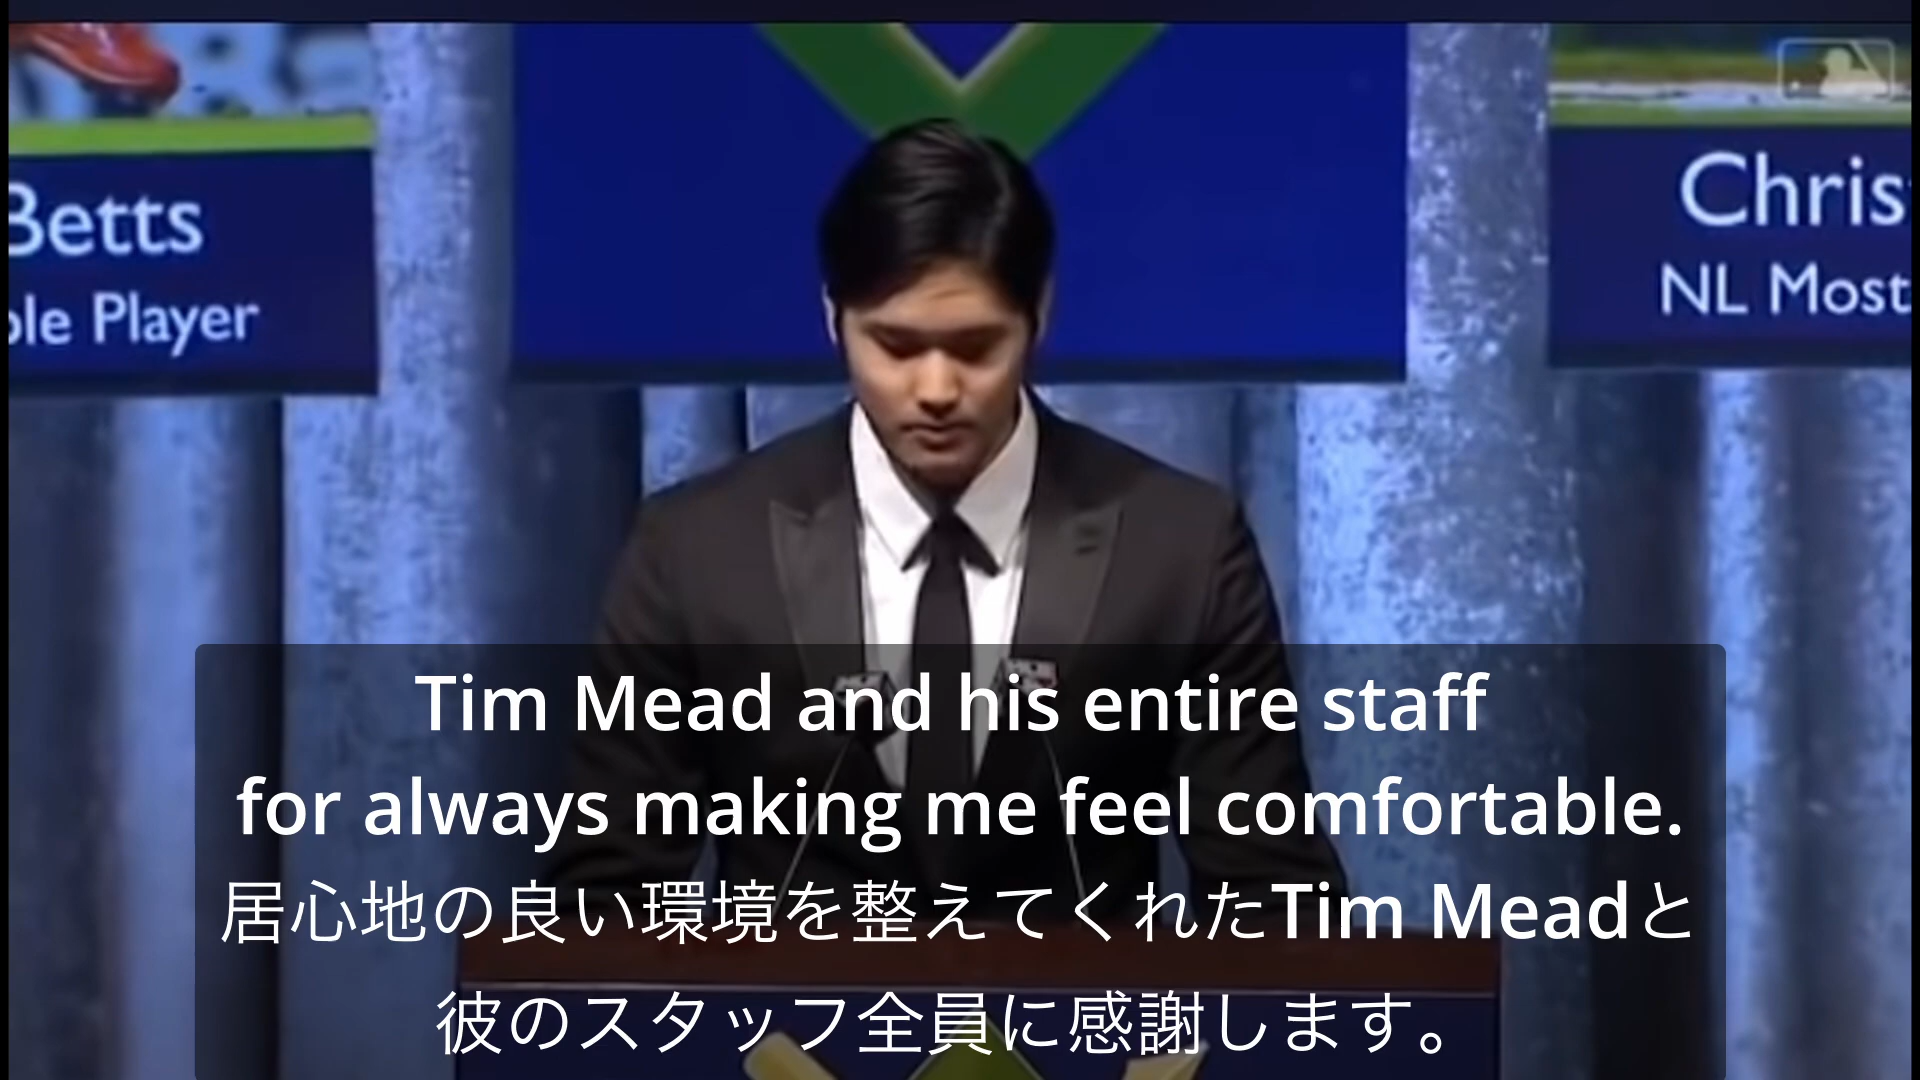 Betts
ble Player
Chris
NL Most
Tim Mead and his entire staff
for always making me feel comfortable.
居心地の良い環境を整えてくれたTim Meadと
彼のスタッフ全員に感謝します。